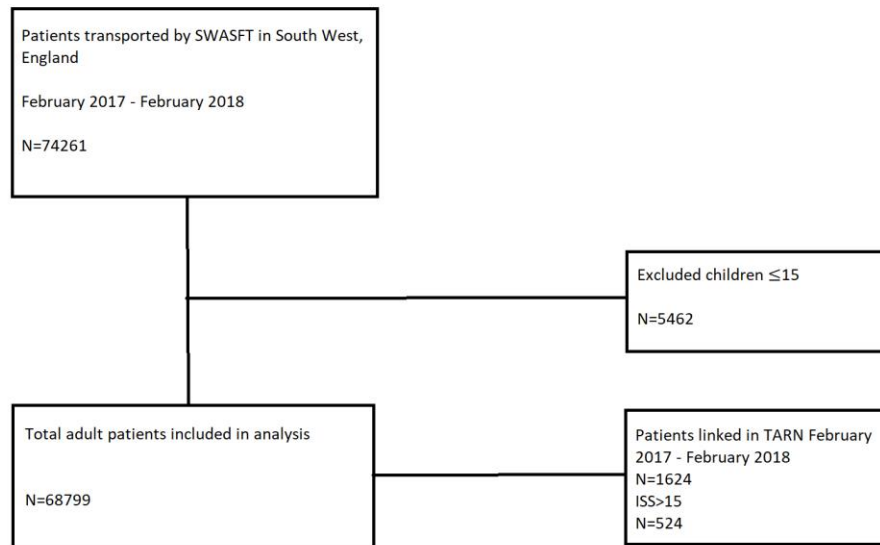 Patients transported by SWASFT in South West,
England
February 2017 - February 2018
N=74261
Excluded children ≤15
N=5462
Total adult patients included in analysis
N=68799
Patients linked in TARN February
2017 - February 2018
N=1624
ISS>15
N=524